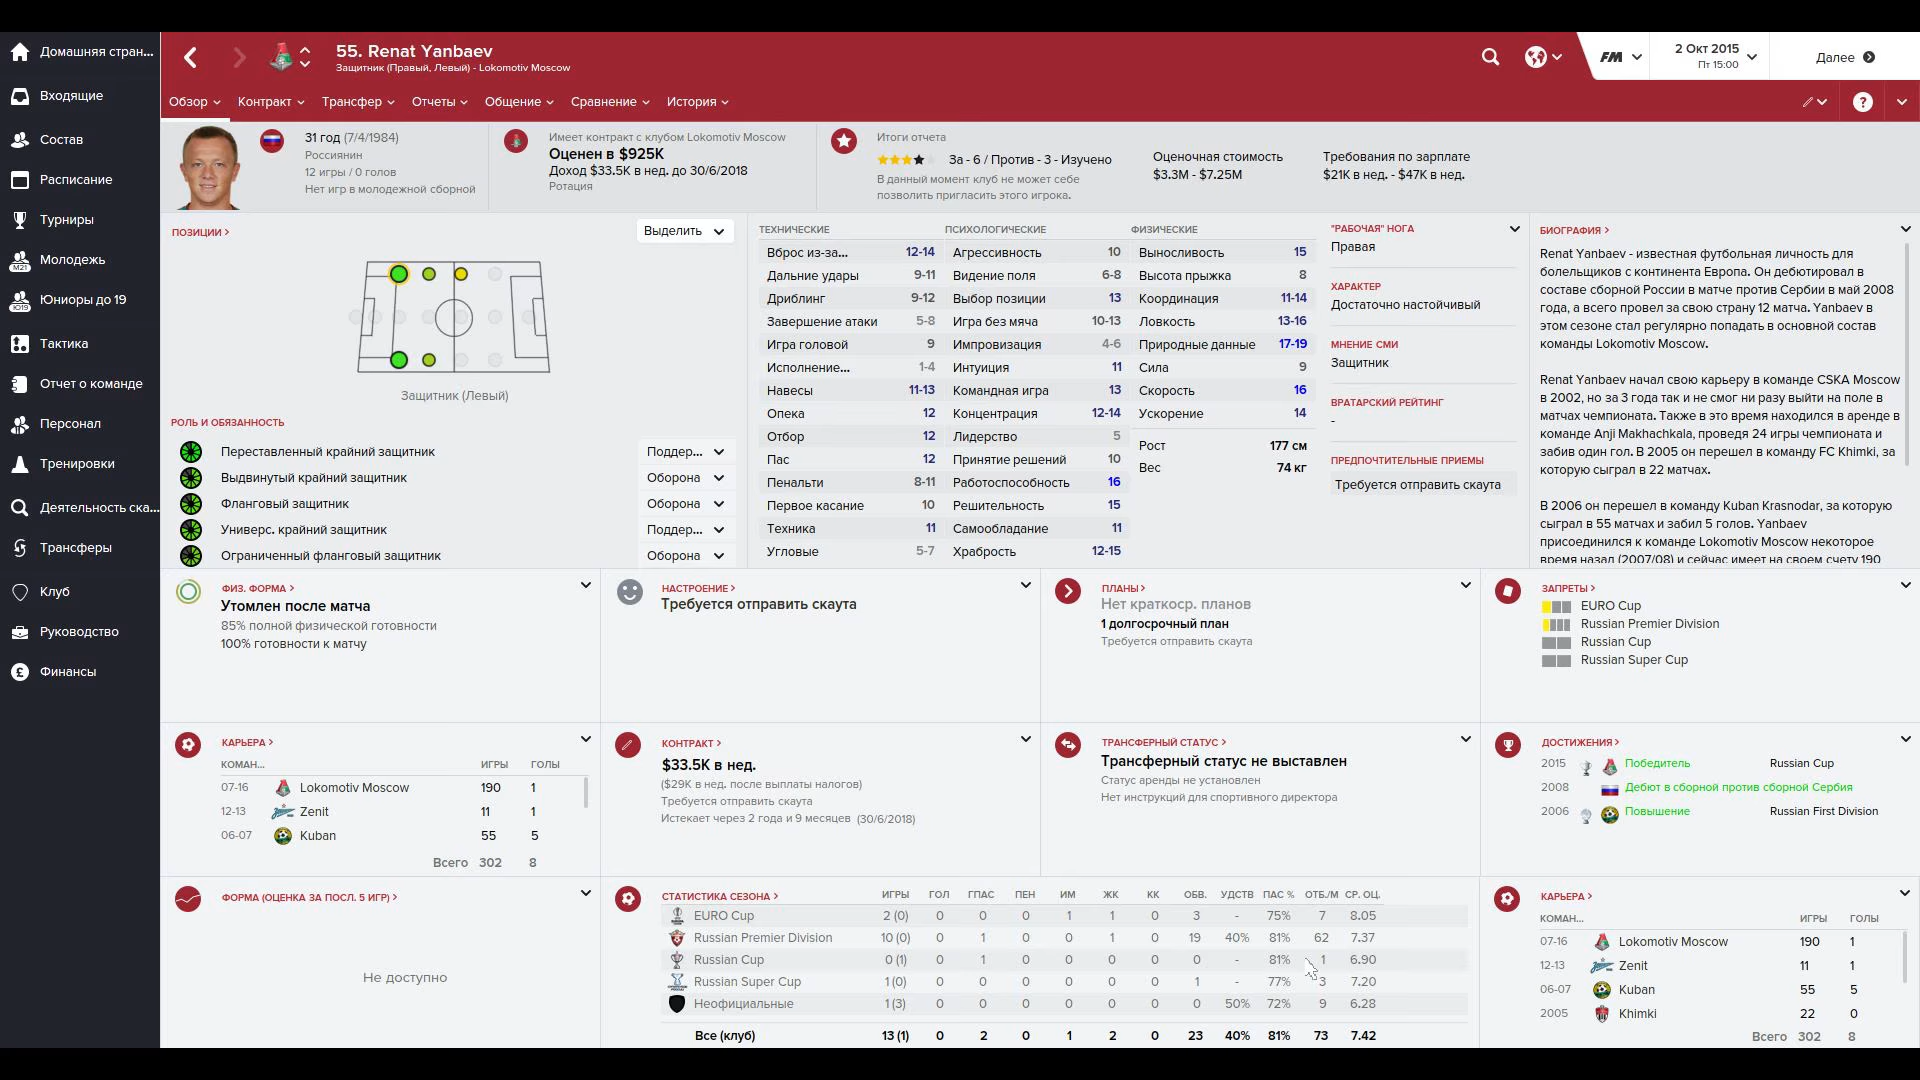 Домашняя стран...
Входящие
Состав
Расписание
Турниры
Молодежь
M21
Юниоры до 19
Ю19
Тактика
Отчет о команде
Персонал
Тренировки
Деятельность ска...
Трансферы
Клуб
Руководство
Финансы
55. Renat Yanbaev
Защитник (Правый, Левый) - Lokomotiv Moscow
FM
2 Окт 2015
Пт 15:00
Далее
Обзор Контракт Трансфер Отчеты Общение Сравнение История
?
31 год (7/4/1984)
Россиянин
12 игры / 0 голов
Нет игр в молодежной сборной
Имеет контракт с клубом Lokomotiv Moscow
Оценен в $925K
Доход $33.5K в нед. до 30/6/2018
Ротация
Итоги отчета
За - 6 / Против - 3 - Изучено
В данный момент клуб не может себе
позволить пригласить этого игрока.
Оценочная стоимость
$3.3M - $7.25M
Требования по зарплате
$21K в нед. - $47K в нед.
ПОЗИЦИИ >
Выделить
Защитник (Левый)
РОЛЬ И ОБЯЗАННОСТЬ
Переставленный крайний защитник Поддер...
Выдвинутый крайний защитник Оборона
Фланговый защитник Оборона
Универс. крайний защитник Поддер...
Ограниченный фланговый защитник Оборона
ТЕХНИЧЕСКИЕ
Вброс из-за... 12-14
Дальние удары 9-11
Дриблинг 9-12
Завершение атаки 5-8
Игра головой 9
Исполнение... 1-4
Навесы 11-13
Опека 12
Отбор 12
Пас 12
Пенальти 8-11
Первое касание 10
Техника 11
Угловые 5-7
ПСИХОЛОГИЧЕСКИЕ
Агрессивность 10
Видение поля 6-8
Выбор позиции 13
Игра без мяча 10-13
Импровизация 4-6
Интуиция 11
Командная игра 13
Концентрация 12-14
Лидерство 5
Принятие решений 10
Работоспособность 16
Решительность 15
Самообладание 11
Храбрость 12-15
ФИЗИЧЕСКИЕ
Выносливость 15
Высота прыжка 8
Координация 11-14
Ловкость 13-16
Природные данные 17-19
Сила 9
Скорость 16
Ускорение 14
Рост 177 см
Вес 74 кг
"РАБОЧАЯ" НОГА
Правая
ХАРАКТЕР
Достаточно настойчивый
МНЕНИЕ СМИ
Защитник
ВРАТАРСКИЙ РЕЙТИНГ
-
ПРЕДПОЧТИТЕЛЬНЫЕ ПРИЕМЫ
Требуется отправить скаута
БИОГРАФИЯ >
Renat Yanbaev - известная футбольная личность для
болельщиков с континента Европа. Он дебютировал в
составе сборной России в матче против Сербии в май 2008
года, а всего провел за свою страну 12 матча. Yanbaev в
этом сезоне стал регулярно попадать в основной состав
команды Lokomotiv Moscow.
Renat Yanbaev начал свою карьеру в команде CSKA Moscow
в 2002, но за 3 года так и не смог ни разу выйти на поле в
матчах чемпионата. Также в это время находился в аренде в
команде Anji Makhachkala, проведя 24 игры чемпионата и
забив один гол. В 2005 он перешел в команду FC Khimki, за
которую сыграл в 22 матчах.
В 2006 он перешел в команду Kuban Krasnodar, за которую
сыграл в 55 матчах и забил 5 голов. Yanbaev
присоединился к команде Lokomotiv Moscow некоторое
время назад (2007/08) и сейчас имеет на своем счету 190
ФИЗ. ФОРМА >
Утомлен после матча
85% полной физической готовности
100% готовности к матчу
НАСТРОЕНИЕ >
Требуется отправить скаута
ПЛАНЫ >
Нет краткоср. планов
1 долгосрочный план
Требуется отправить скаута
ЗАПРЕТЫ >
EURO Cup
Russian Premier Division
Russian Cup
Russian Super Cup
КАРЬЕРА >
КОМАН... ИГРЫ ГОЛЫ
07-16 Lokomotiv Moscow 190 1
12-13 Zenit 11 1
06-07 Kuban 55 5
Всего 302 8
КОНТРАКТ >
$33.5K в нед.
($29K в нед. после выплаты налогов)
Требуется отправить скаута
Истекает через 2 года и 9 месяцев (30/6/2018)
ТРАНСФЕРНЫЙ СТАТУС >
Трансферный статус не выставлен
Статус аренды не установлен
Нет инструкций для спортивного директора
ДОСТИЖЕНИЯ >
2015 Победитель Russian Cup
2008 Дебют в сборной против сборной Сербия
2006 Повышение Russian First Division
ФОРМА (ОЦЕНКА ЗА ПОСЛ. 5 ИГР) >
Не доступно
СТАТИСТИКА СЕЗОНА > ИГРЫ ГОЛ ГПАС ПЕН ИМ ЖК КК ОБВ. УДСТВ ПАС % ОТБ./М СР. ОЦ.
EURO Cup 2 (0) 0 0 0 1 1 0 3 - 75% 7 8.05
Russian Premier Division 10 (0) 0 1 0 0 1 0 19 40% 81% 62 7.37
Russian Cup 0 (1) 0 1 0 0 0 0 0 - 81% 1 6.90
Russian Super Cup 1 (0) 0 0 0 0 0 0 1 - 77% 3 7.20
Неофициальные 1 (3) 0 0 0 0 0 0 0 50% 72% 9 6.28
Все (клуб) 13 (1) 0 2 0 1 2 0 23 40% 81% 73 7.42
КАРЬЕРА >
КОМАН... ИГРЫ ГОЛЫ
07-16 Lokomotiv Moscow 190 1
12-13 Zenit 11 1
06-07 Kuban 55 5
2005 Khimki 22 0
Всего 302 8